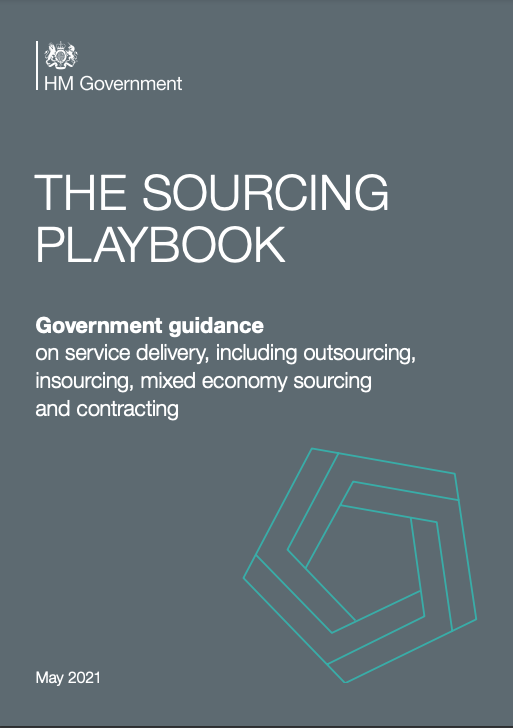 HM Government
THE SOURCING
PLAYBOOK
Government guidance
on service delivery, including outsourcing,
insourcing, mixed economy sourcing
and contracting
May 2021